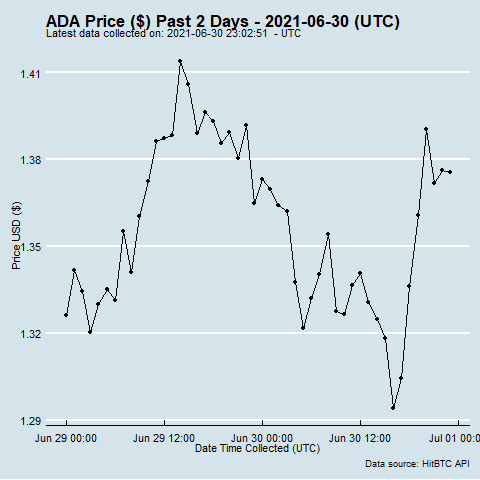 ADA Price ($) Past 2 Days - 2021-06-30 (UTC)
Latest data collected on: 2021-06-30 23:02:51 - UTC
1.41
1.38
1.35
1.32
1.29
Price USD ($)
Jun 29 00:00 Jun 29 12:00 Jun 30 00:00 Jun 30 12:00 Jul 01 00:0
Date Time Collected (UTC)
Data source: HitBTC API